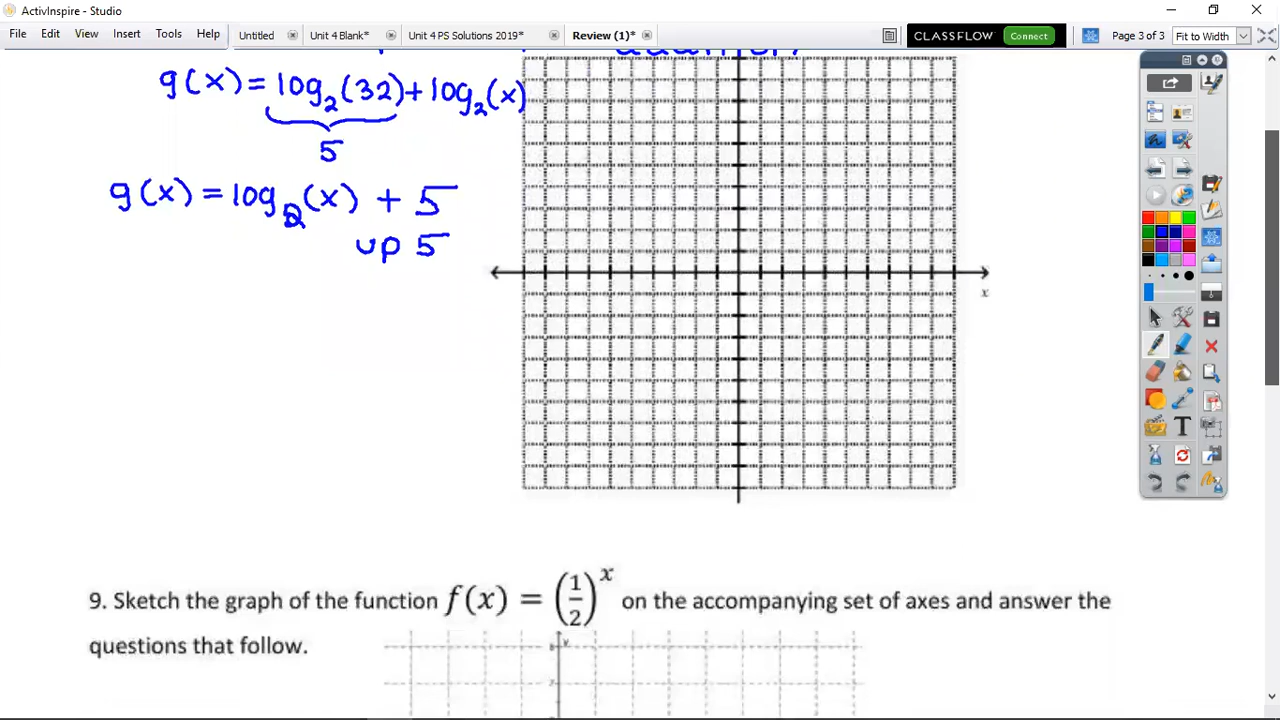 ActivInspire - Studio
File Edit View Insert Tools Help Untitled Unit 4 Blank* Unit 4 PS Solutions 2019* Review (1)* CLASSFLOW Connect Page 3 of 3 Fit to Width
g(x) = log₂(32) + log₂(x)
5
g(x) = log₂(x) + 5
up 5
x
9. Sketch the graph of the function f(x) = (1/2)^x on the accompanying set of axes and answer the
questions that follow.
y
8
7